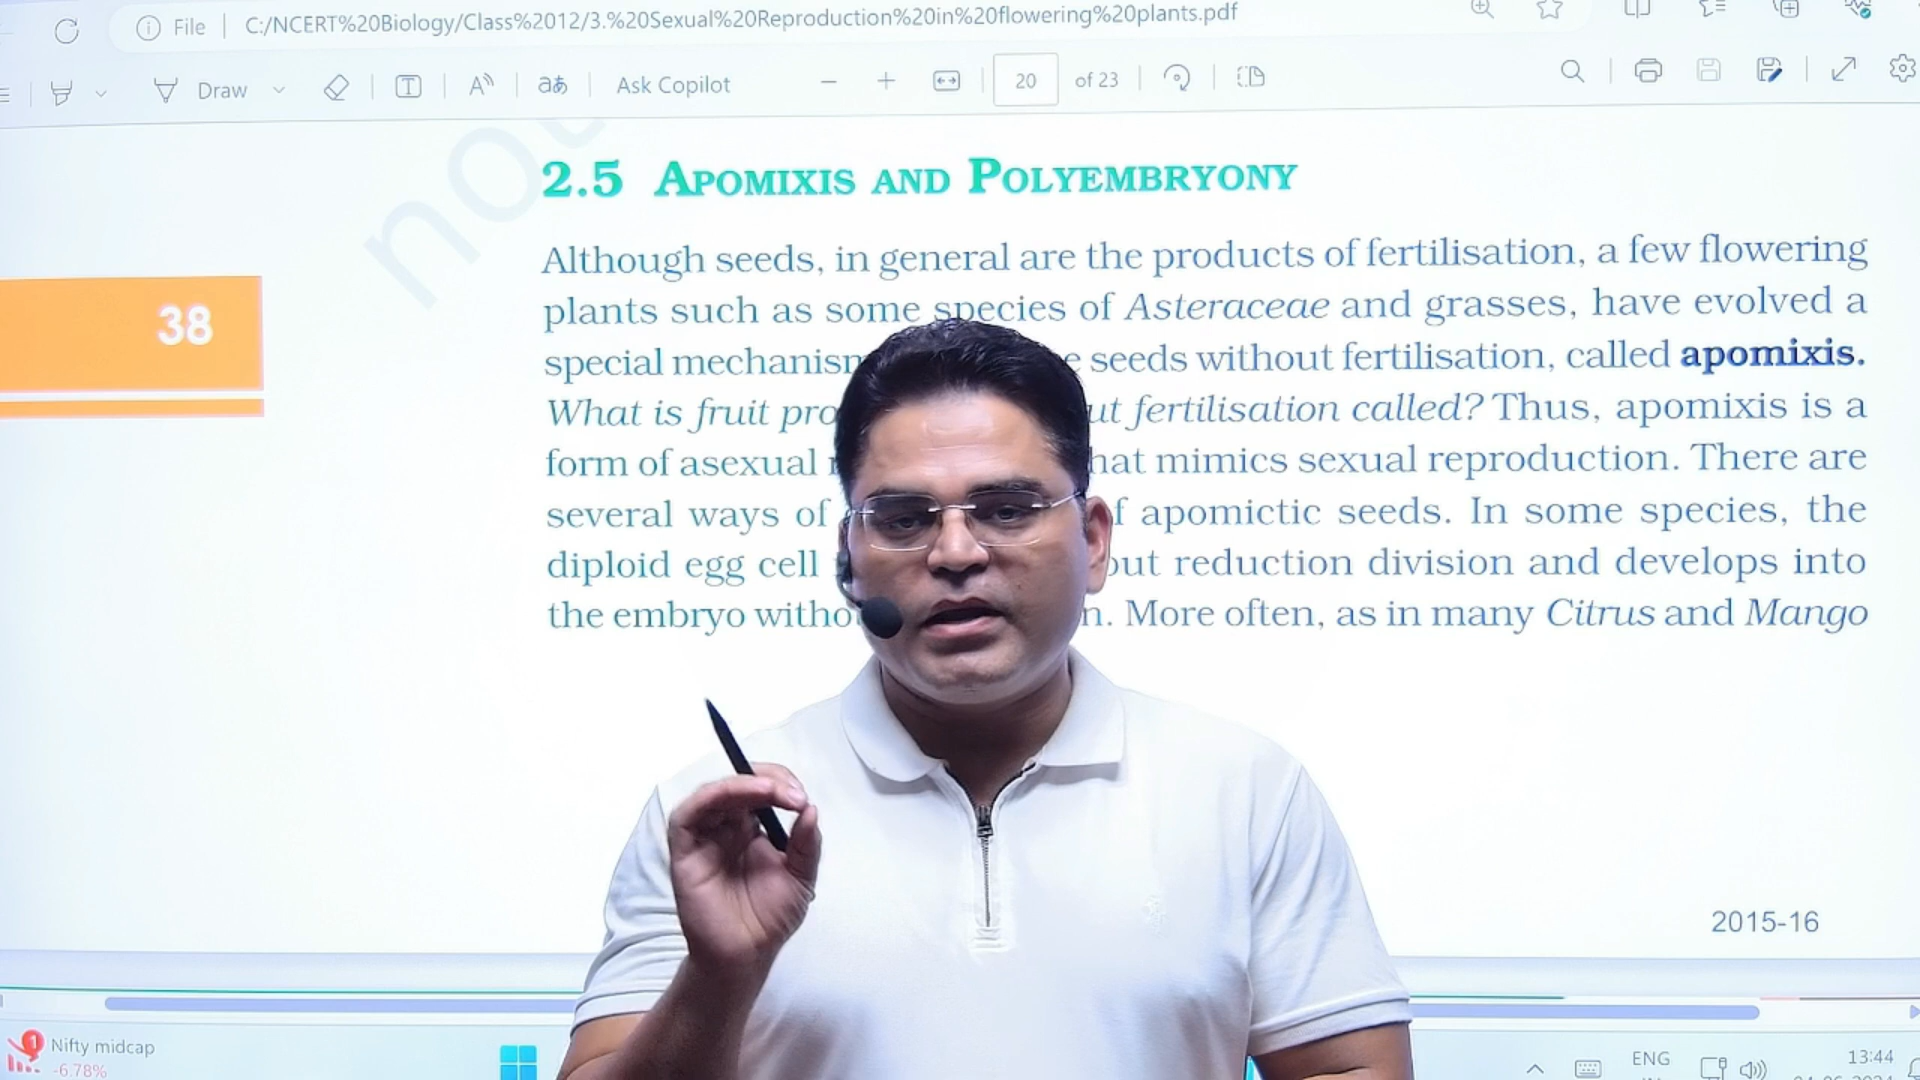 File C:/NCERT%20Biology/Class%2012/3.%20Sexual%20Reproduction%20in%20flowering%20plants.pdf
Draw Ask Copilot 20 of 23
not
2.5 APOMIXIS AND POLYEMBRYONY
38
Although seeds, in general are the products of fertilisation, a few flowering
plants such as some species of Asteraceae and grasses, have evolved a
special mechanism seeds without fertilisation, called apomixis.
What is fruit fertilisation called? Thus, apomixis is a
form of asexual mimics sexual reproduction. There are
several ways of apomictic seeds. In some species, the
diploid egg cell reduction division and develops into
the embryo More often, as in many Citrus and Mango
2015-16
1
Nifty midcap
-6.78%
ENG
13:44